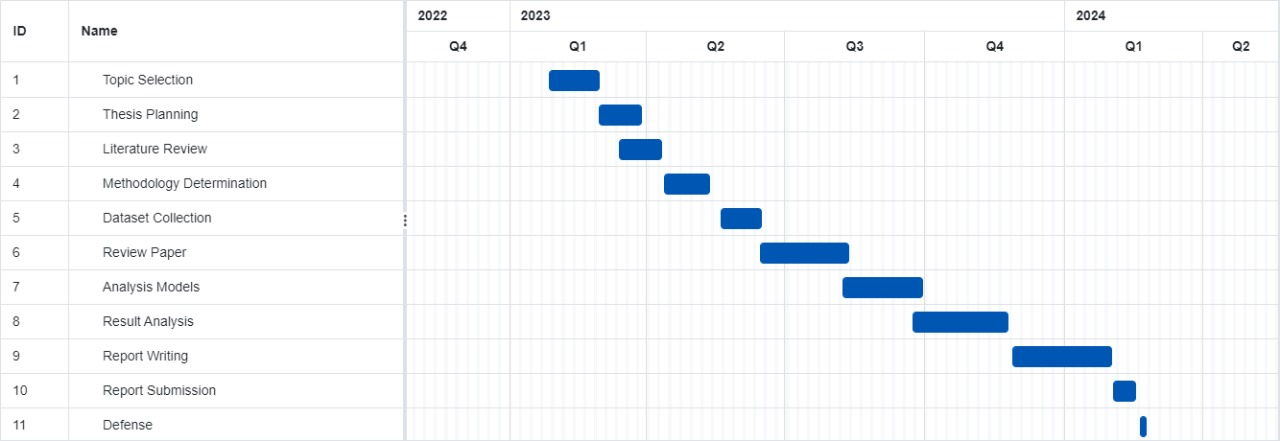 ID Name 2022 2023 2024
Q4 Q1 Q2 Q3 Q4 Q1 Q2
1 Topic Selection
2 Thesis Planning
3 Literature Review
4 Methodology Determination
5 Dataset Collection
6 Review Paper
7 Analysis Models
8 Result Analysis
9 Report Writing
10 Report Submission
11 Defense